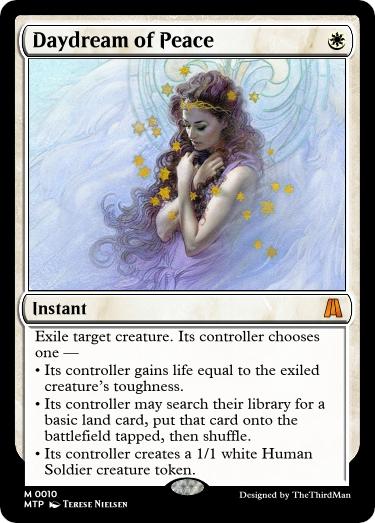 Daydream of Peace
Instant
Exile target creature. Its controller chooses
one —
• Its controller gains life equal to the exiled
creature's toughness.
• Its controller may search their library for a
basic land card, put that card onto the
battlefield tapped, then shuffle.
• Its controller creates a 1/1 white Human
Soldier creature token.
M 0010
MTP Terese Nielsen
Designed by TheThirdMan